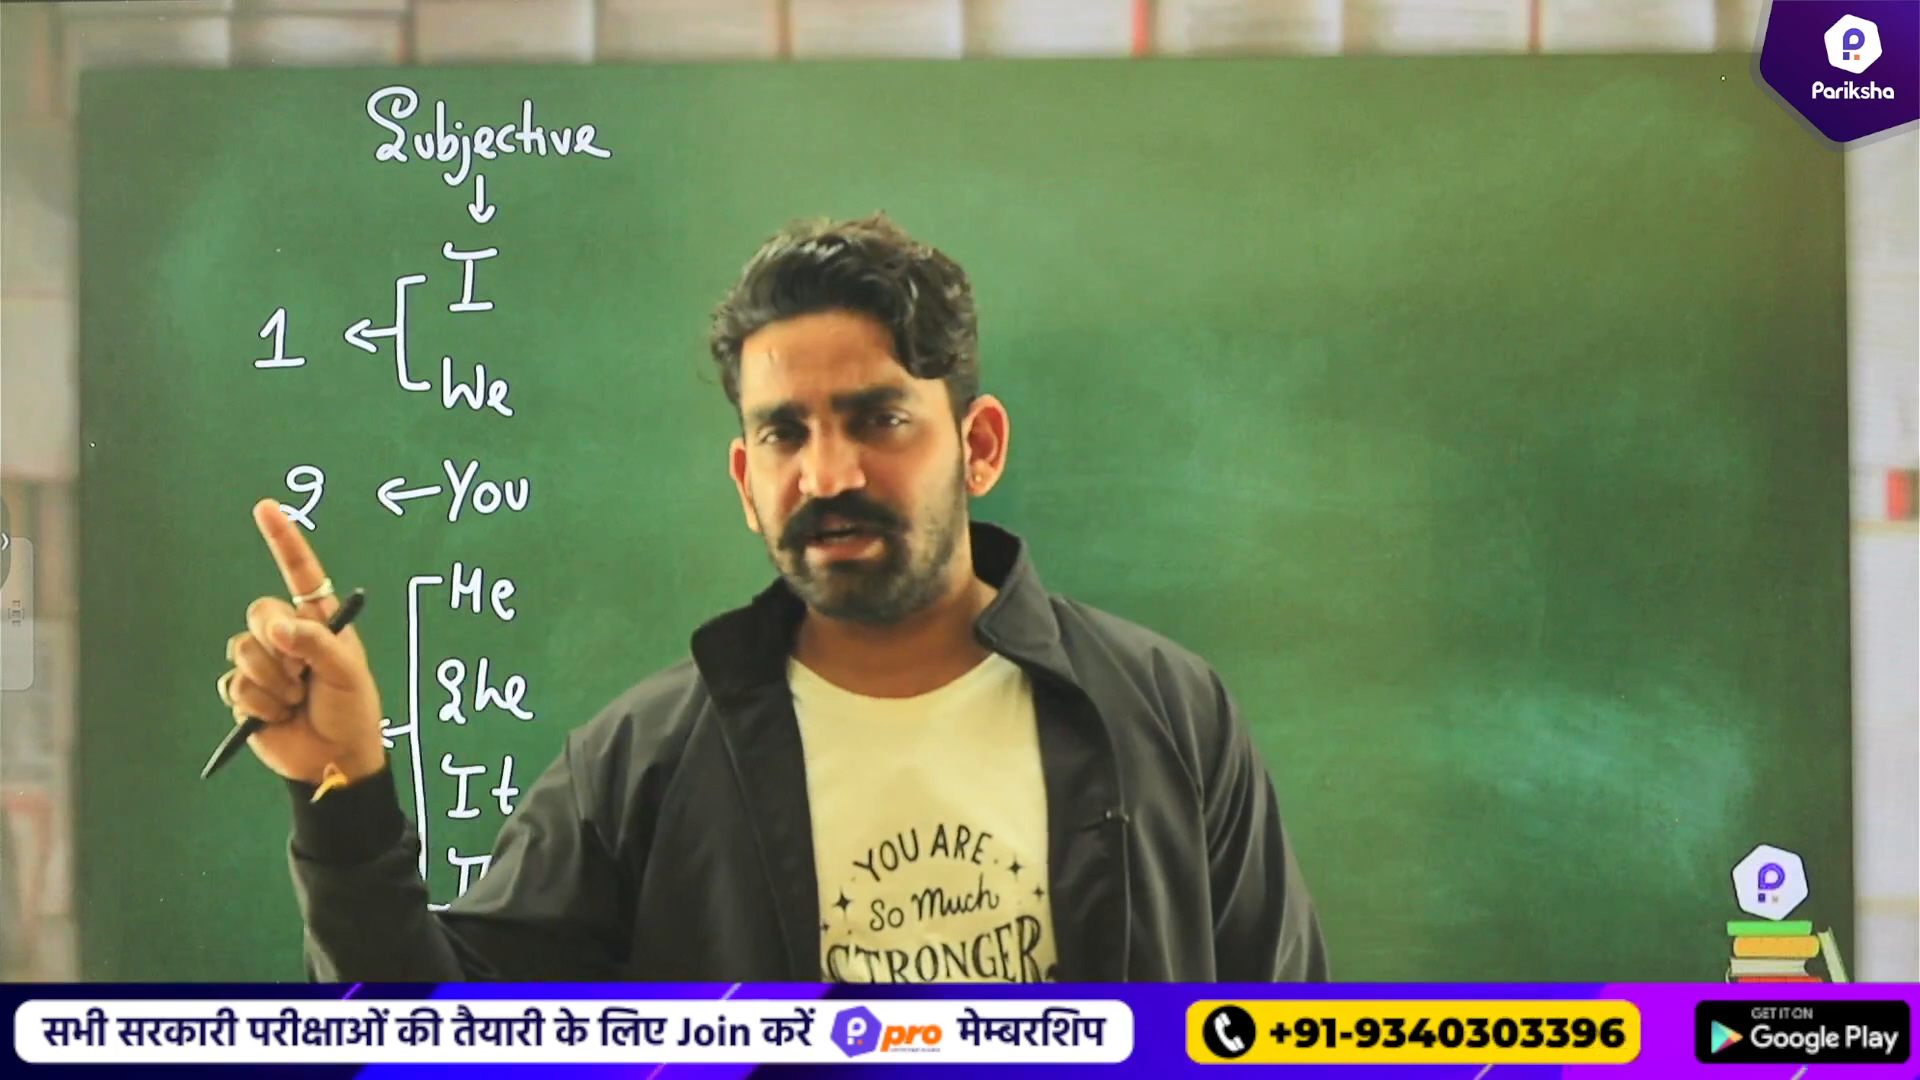 Pariksha
Subjective
I
1
We
2 You
He
She
It
YOU ARE
So Much
STRONGER
सभी सरकारी परीक्षाओं की तैयारी के लिए Join करें pro मेम्बरशिप
+91-9340303396
GET IT ON
Google Play